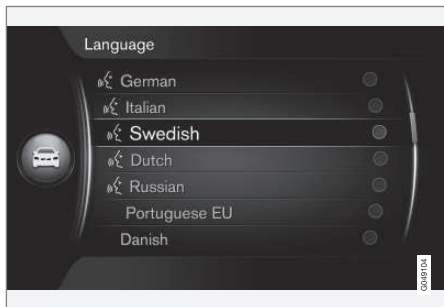 Language
German
Italian
Swedish
Dutch
Russian
Portuguese EU
Danish
G049104